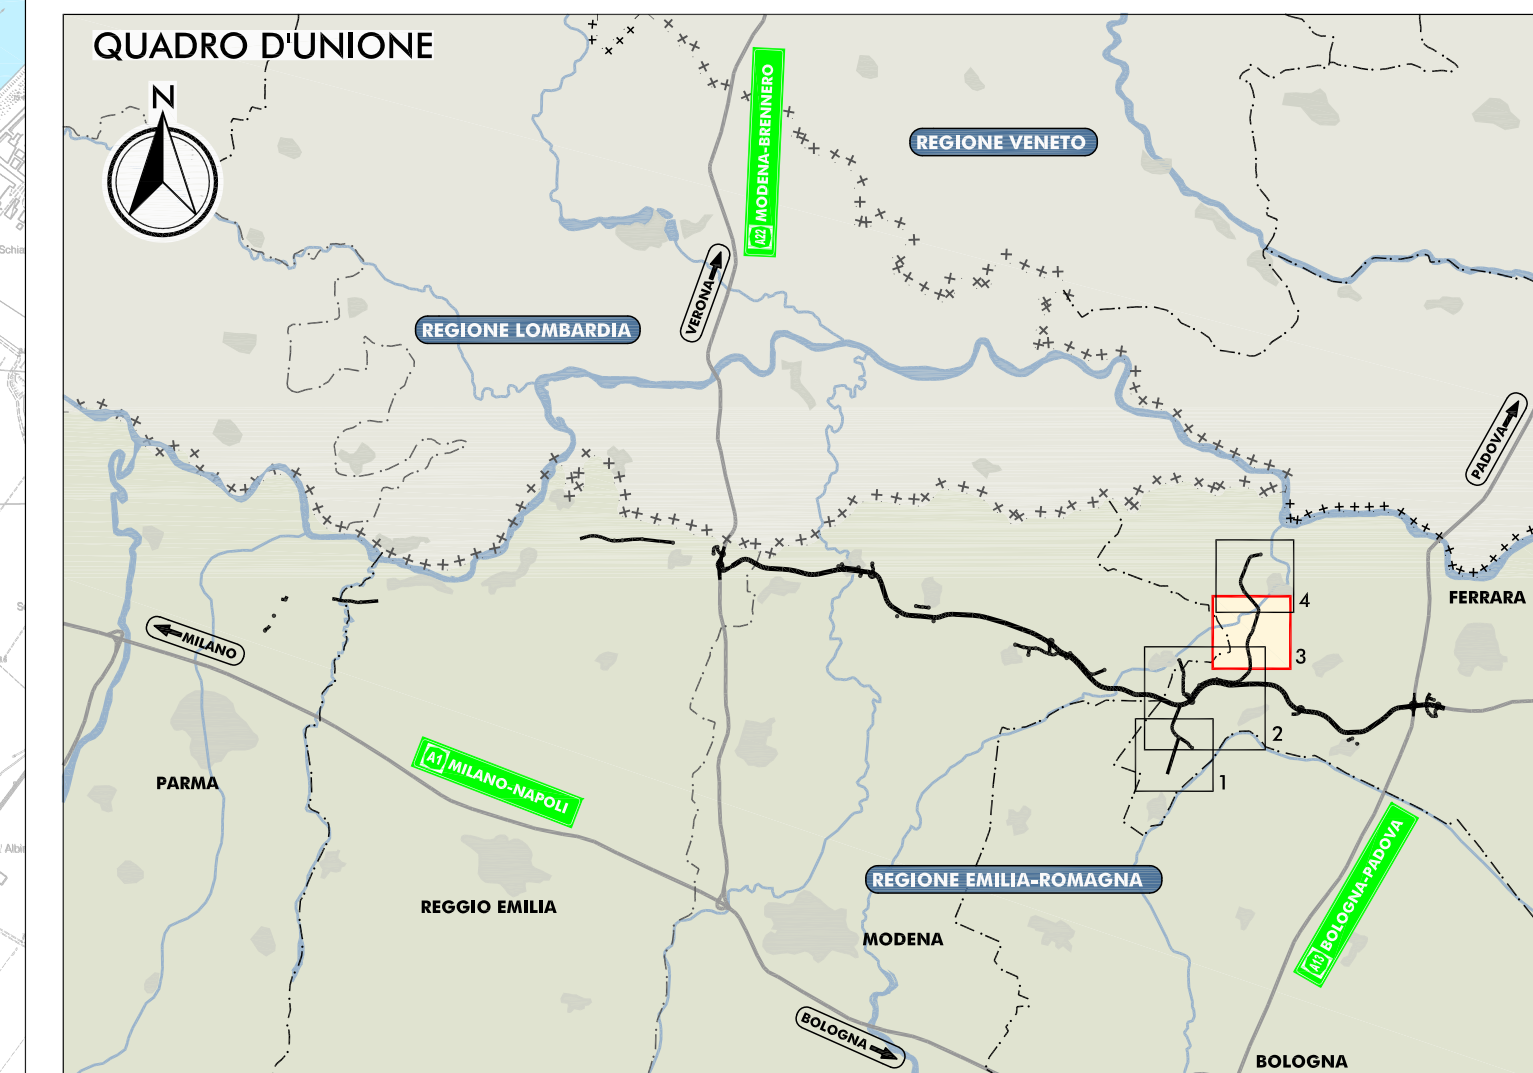 QUADRO D'UNIONE
N
A22 MODENA-BRENNERO
REGIONE VENETO
VERONA
REGIONE LOMBARDIA
PADOVA
4
FERRARA
MILANO
3
2
A1 MILANO-NAPOLI
PARMA
1
A13 BOLOGNA-PADOVA
REGIONE EMILIA-ROMAGNA
REGGIO EMILIA
MODENA
BOLOGNA
BOLOGNA